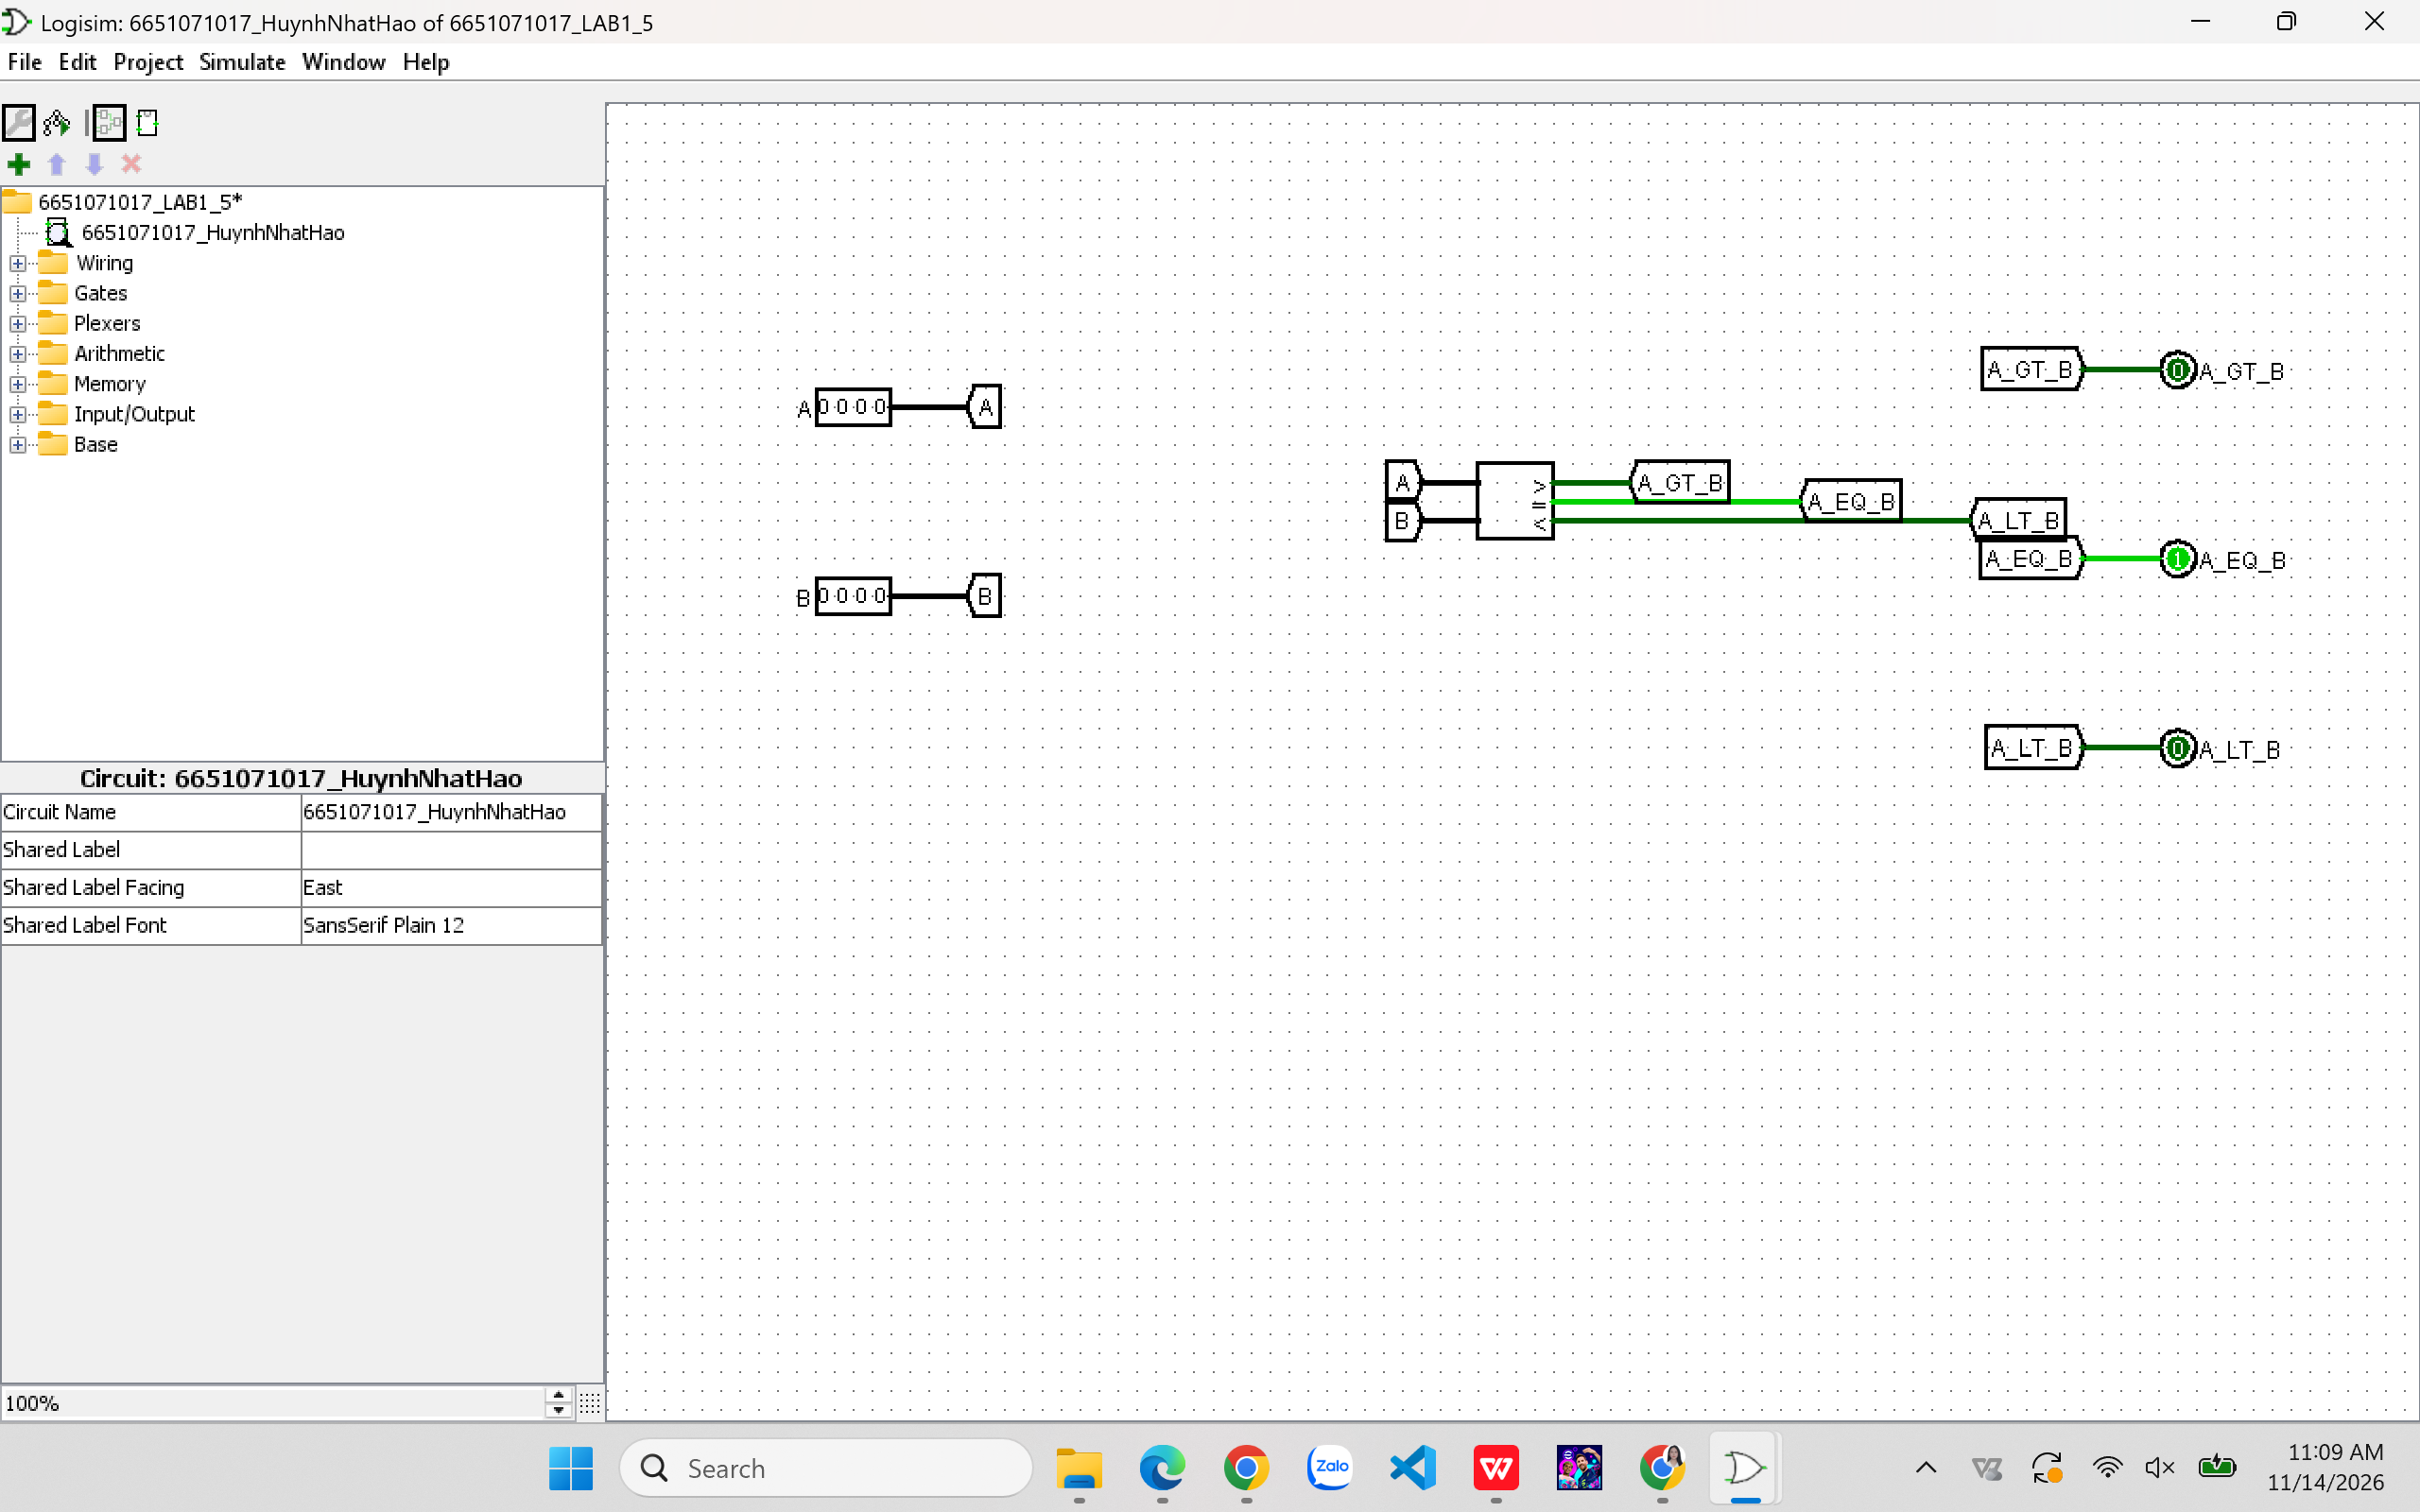 Logisim: 6651071017_HuynhNhatHao of 6651071017_LAB1_5
File Edit Project Simulate Window Help
6651071017_LAB1_5*
6651071017_HuynhNhatHao
Wiring
Gates
Plexers
Arithmetic
Memory
Input/Output
Base
Circuit: 6651071017_HuynhNhatHao
Circuit Name 6651071017_HuynhNhatHao
Shared Label
Shared Label Facing East
Shared Label Font SansSerif Plain 12
100%
A_GT_B 0 A_GT_B
A 0 0 0 0 A
A > A_GT_B
= A_EQ_B
B < A_LT_B
A_EQ_B 1 A_EQ_B
B 0 0 0 0 B
A_LT_B 0 A_LT_B
Search
Zalo
11:09 AM
11/14/2026